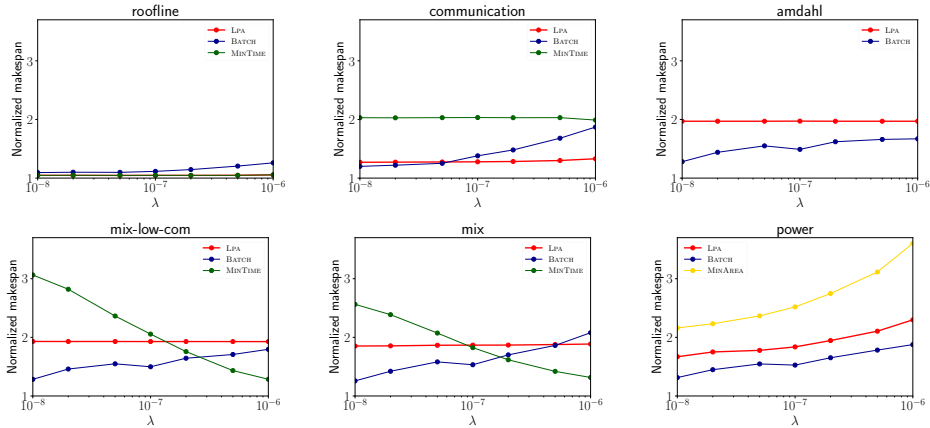 roofline
Normalized makespan
3
2
1
10⁻⁸
10⁻⁷
10⁻⁶
λ
LPA
BATCH
MINTIME
communication
Normalized makespan
3
2
1
10⁻⁸
10⁻⁷
10⁻⁶
λ
LPA
BATCH
MINTIME
amdahl
Normalized makespan
3
2
1
10⁻⁸
10⁻⁷
10⁻⁶
λ
LPA
BATCH
mix-low-com
Normalized makespan
3
2
1
10⁻⁸
10⁻⁷
10⁻⁶
λ
LPA
BATCH
MINTIME
mix
Normalized makespan
3
2
1
10⁻⁸
10⁻⁷
10⁻⁶
λ
LPA
BATCH
MINTIME
power
Normalized makespan
3
2
1
10⁻⁸
10⁻⁷
10⁻⁶
λ
LPA
BATCH
MINAREA